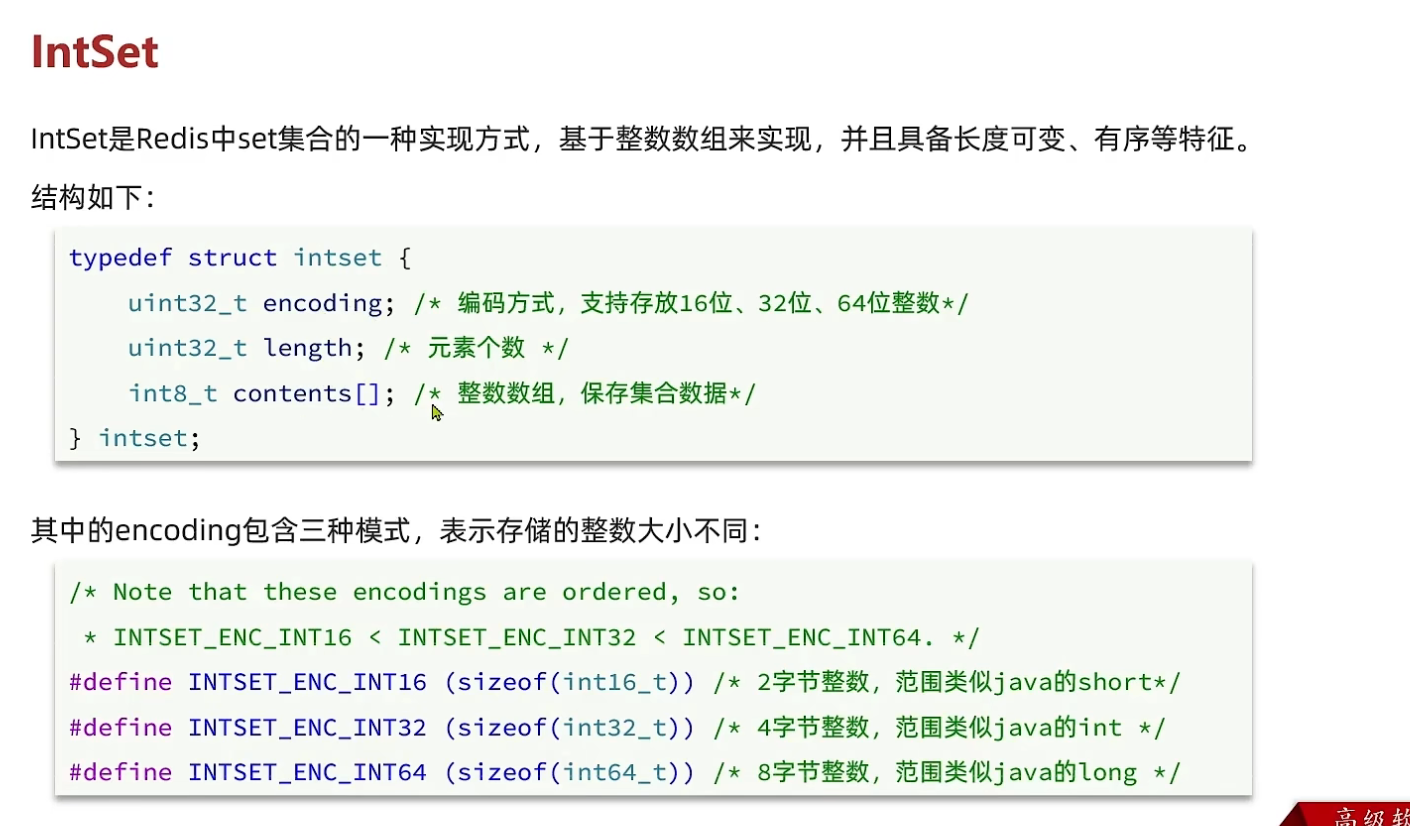 IntSet
IntSet是Redis中set集合的一种实现方式，基于整数数组来实现，并且具备长度可变、有序等特征。
结构如下：
typedef struct intset {
    uint32_t encoding; /* 编码方式，支持存放16位、32位、64位整数*/
    uint32_t length; /* 元素个数 */
    int8_t contents[]; /* 整数数组，保存集合数据*/
} intset;
其中的encoding包含三种模式，表示存储的整数大小不同：
/* Note that these encodings are ordered, so:
 * INTSET_ENC_INT16 < INTSET_ENC_INT32 < INTSET_ENC_INT64. */
#define INTSET_ENC_INT16 (sizeof(int16_t)) /* 2字节整数，范围类似java的short*/
#define INTSET_ENC_INT32 (sizeof(int32_t)) /* 4字节整数，范围类似java的int */
#define INTSET_ENC_INT64 (sizeof(int64_t)) /* 8字节整数，范围类似java的long */
高级软